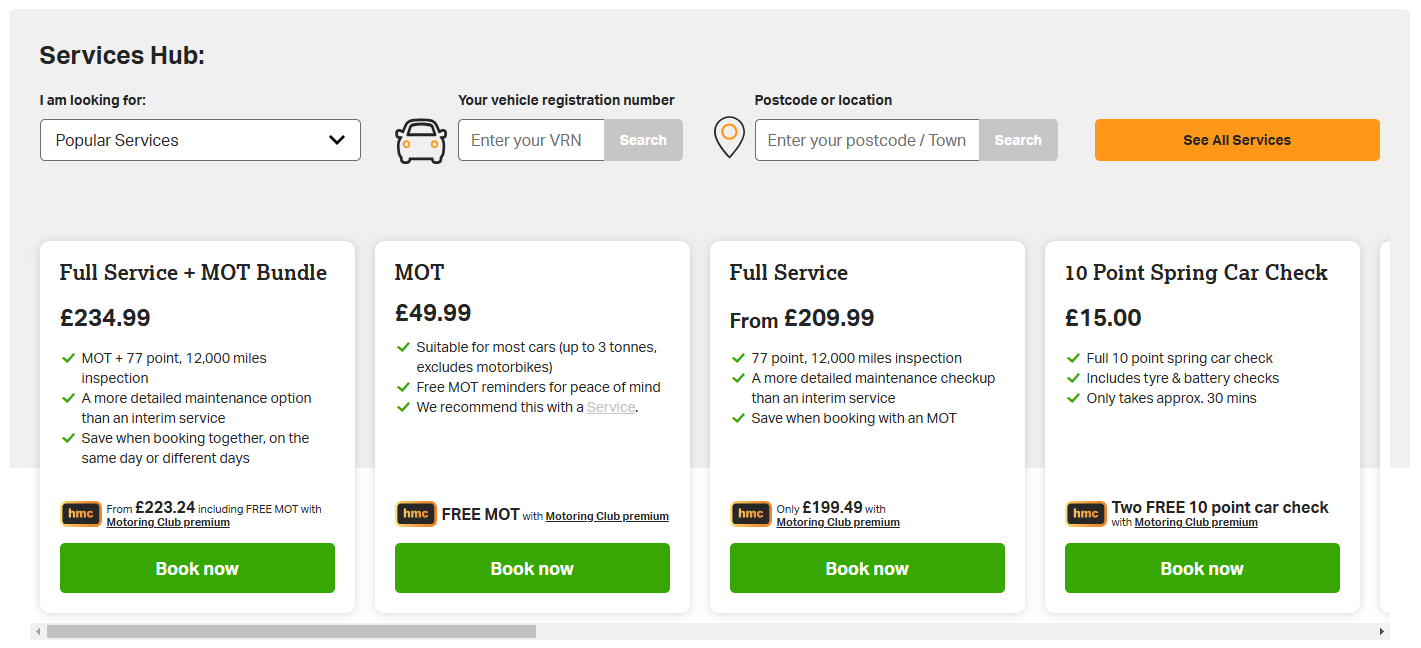 Services Hub:
I am looking for:
Popular Services
Your vehicle registration number
Enter your VRN
Search
Postcode or location
Enter your postcode / Town
Search
See All Services
Full Service + MOT Bundle
£234.99
MOT + 77 point, 12,000 miles
inspection
A more detailed maintenance option
than an interim service
Save when booking together, on the
same day or different days
hmc
From £223.24 including FREE MOT with
Motoring Club premium
Book now
MOT
£49.99
Suitable for most cars (up to 3 tonnes,
excludes motorbikes)
Free MOT reminders for peace of mind
We recommend this with a Service.
hmc
FREE MOT with Motoring Club premium
Book now
Full Service
From £209.99
77 point, 12,000 miles inspection
A more detailed maintenance checkup
than an interim service
Save when booking with an MOT
hmc
Only £199.49 with
Motoring Club premium
Book now
10 Point Spring Car Check
£15.00
Full 10 point spring car check
Includes tyre & battery checks
Only takes approx. 30 mins
hmc
Two FREE 10 point car check
with Motoring Club premium
Book now